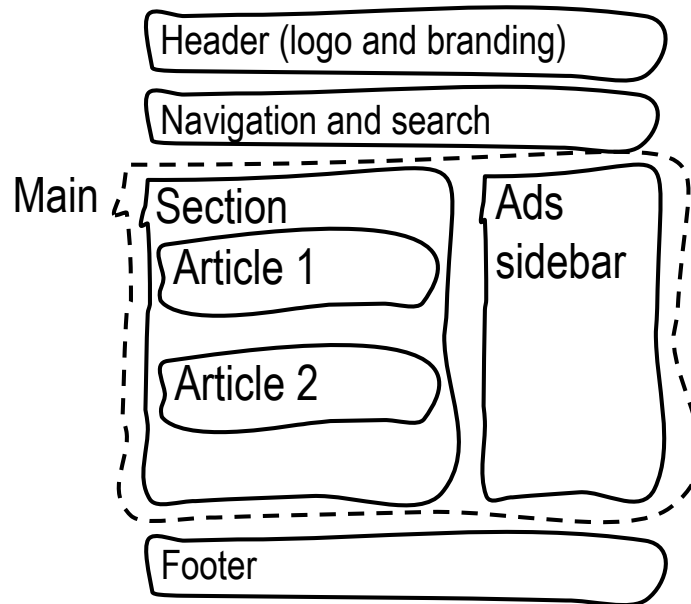 Header (logo and branding)
Navigation and search
Main
Section
Ads
sidebar
Article 1
Article 2
Footer